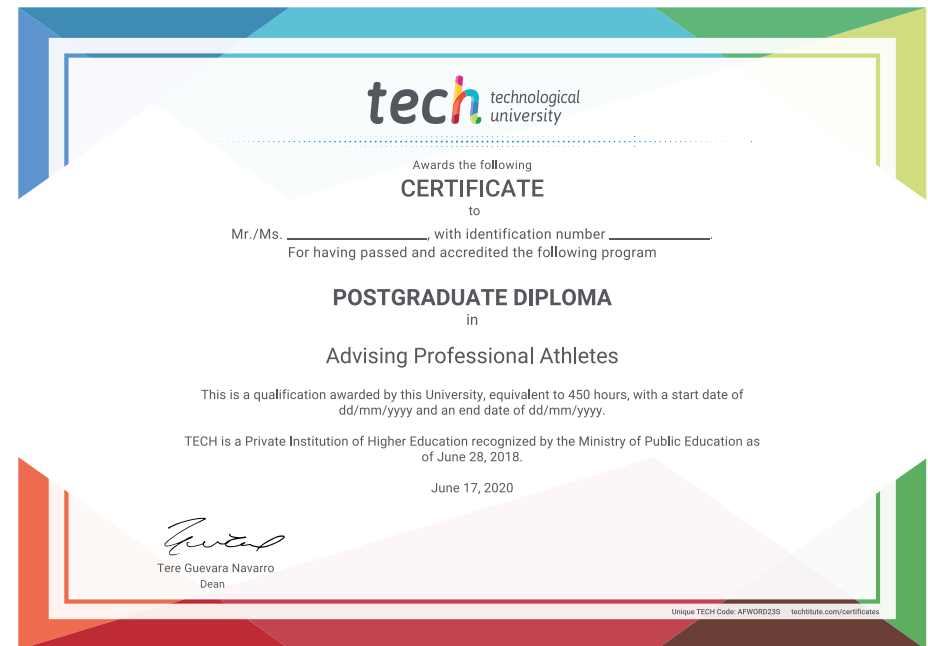 tech technological
university
Awards the following
CERTIFICATE
to
Mr./Ms. ____________________, with identification number ______________.
For having passed and accredited the following program
POSTGRADUATE DIPLOMA
in
Advising Professional Athletes
This is a qualification awarded by this University, equivalent to 450 hours, with a start date of
dd/mm/yyyy and an end date of dd/mm/yyyy.
TECH is a Private Institution of Higher Education recognized by the Ministry of Public Education as
of June 28, 2018.
June 17, 2020
Tere Guevara Navarro
Dean
Unique TECH Code: AFWORD23S techtitute.com/certificates